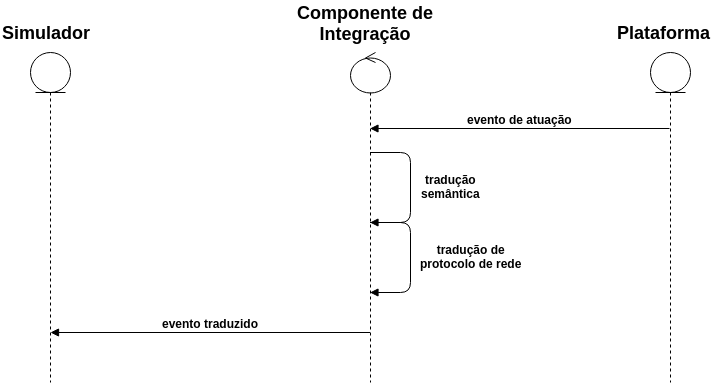 Simulador
Componente de
Integração
Plataforma
evento de atuação
tradução
semântica
tradução de
protocolo de rede
evento traduzido